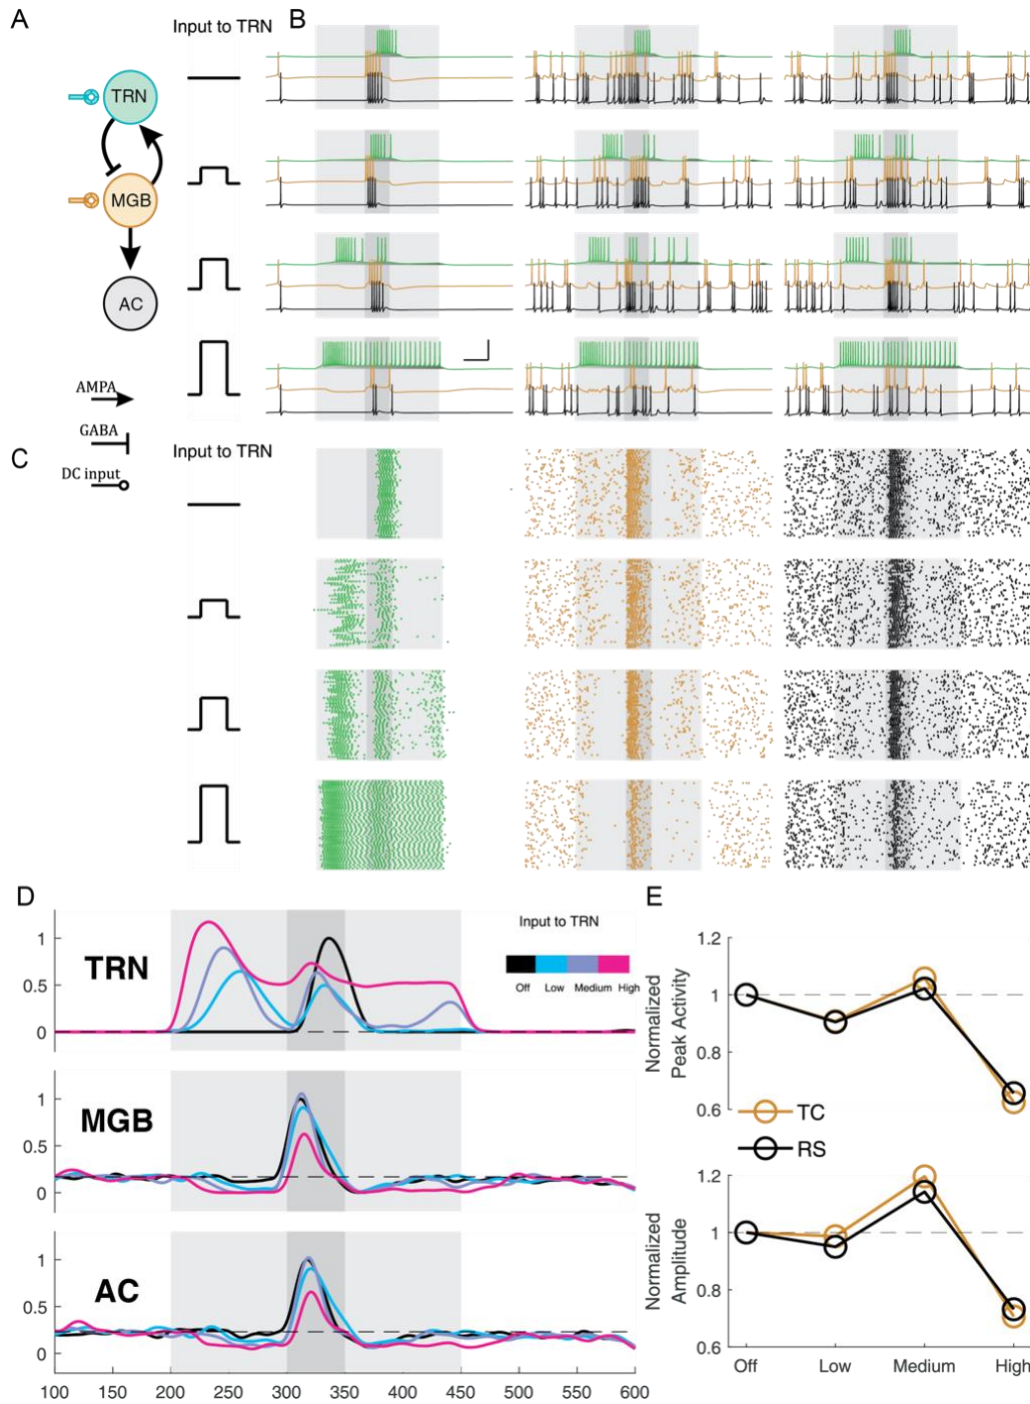 A
Input to TRN
B
TRN
MGB
AC
AMPA
GABA
DC input
C
Input to TRN
D
1
0.5
0
TRN
Input to TRN
Off Low Medium High
1
0.5
0
MGB
1
0.5
0
AC
100 150 200 250 300 350 400 450 500 550 600
E
1.2
1
0.8
0.6
Normalized
Peak Activity
TC
RS
1.2
1
0.8
0.6
Normalized
Amplitude
Off Low Medium High